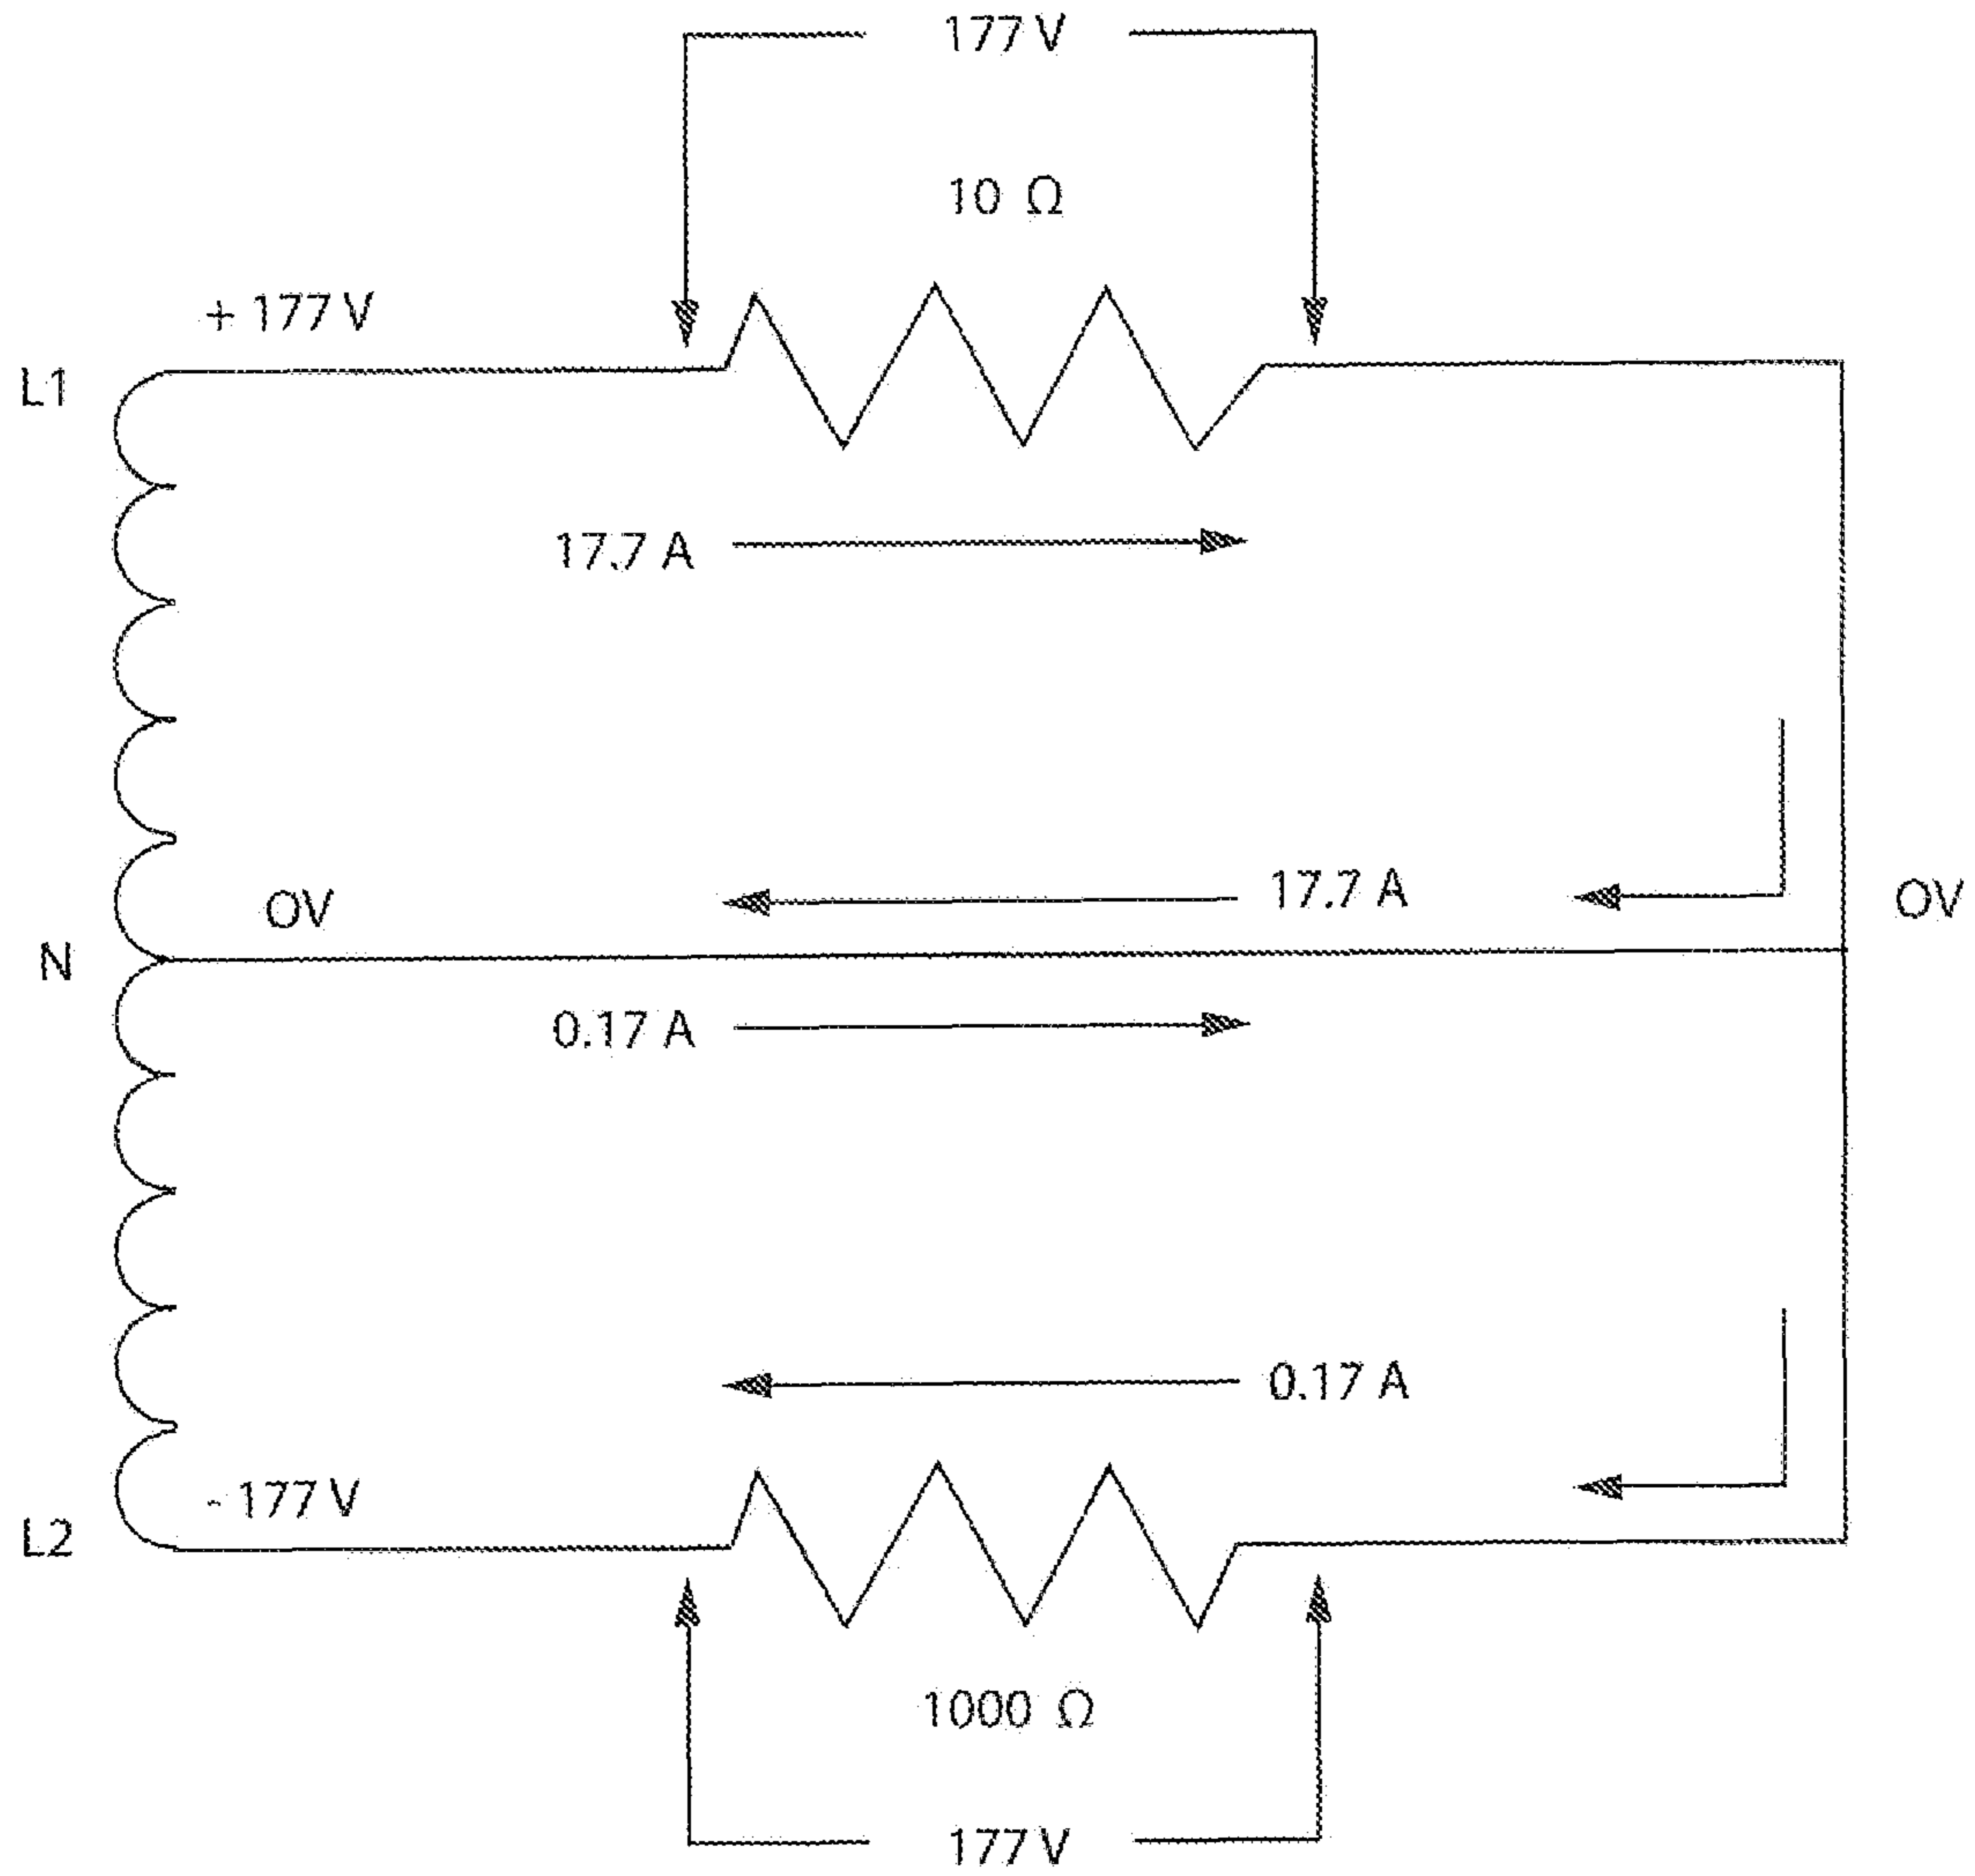 177 V
10 Ω
+ 177 V
L1
17.7 A
17.7 A
OV
OV
N
0.17 A
0.17 A
- 177 V
L2
1000 Ω
177 V